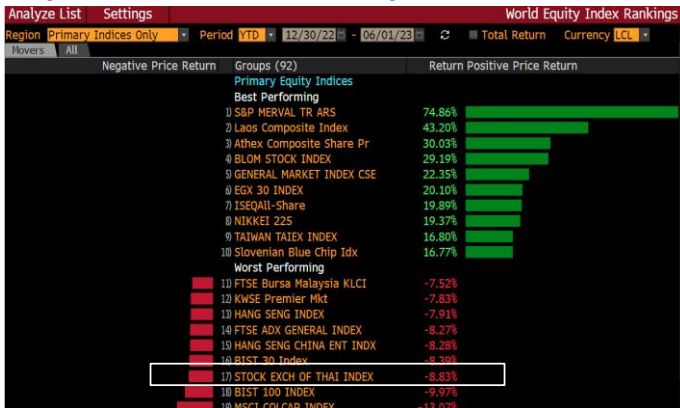 Analyze List Settings World Equity Index Rankings
Region Primary Indices Only Period YTD 12/30/22 - 06/01/23 Total Return Currency LCL
Movers All
Negative Price Return Groups (92) Return Positive Price Return
Primary Equity Indices
Best Performing
1) S&P MERVAL TR ARS 74.86%
2) Laos Composite Index 43.20%
3) Athex Composite Share Pr 30.03%
4) BLOM STOCK INDEX 29.19%
5) GENERAL MARKET INDEX CSE 22.35%
6) EGX 30 INDEX 20.10%
7) ISEQAll-Share 19.89%
8) NIKKEI 225 19.37%
9) TAIWAN TAIEX INDEX 16.80%
10) Slovenian Blue Chip Idx 16.77%
Worst Performing
11) FTSE Bursa Malaysia KLCI -7.52%
12) KWSE Premier Mkt -7.83%
13) HANG SENG INDEX -7.91%
14) FTSE ADX GENERAL INDEX -8.27%
15) HANG SENG CHINA ENT INDX -8.28%
16) BIST 30 Index -8.39%
17) STOCK EXCH OF THAI INDEX -8.83%
18) BIST 100 INDEX -9.97%
19) MSCI COLCAP INDEX -13.07%